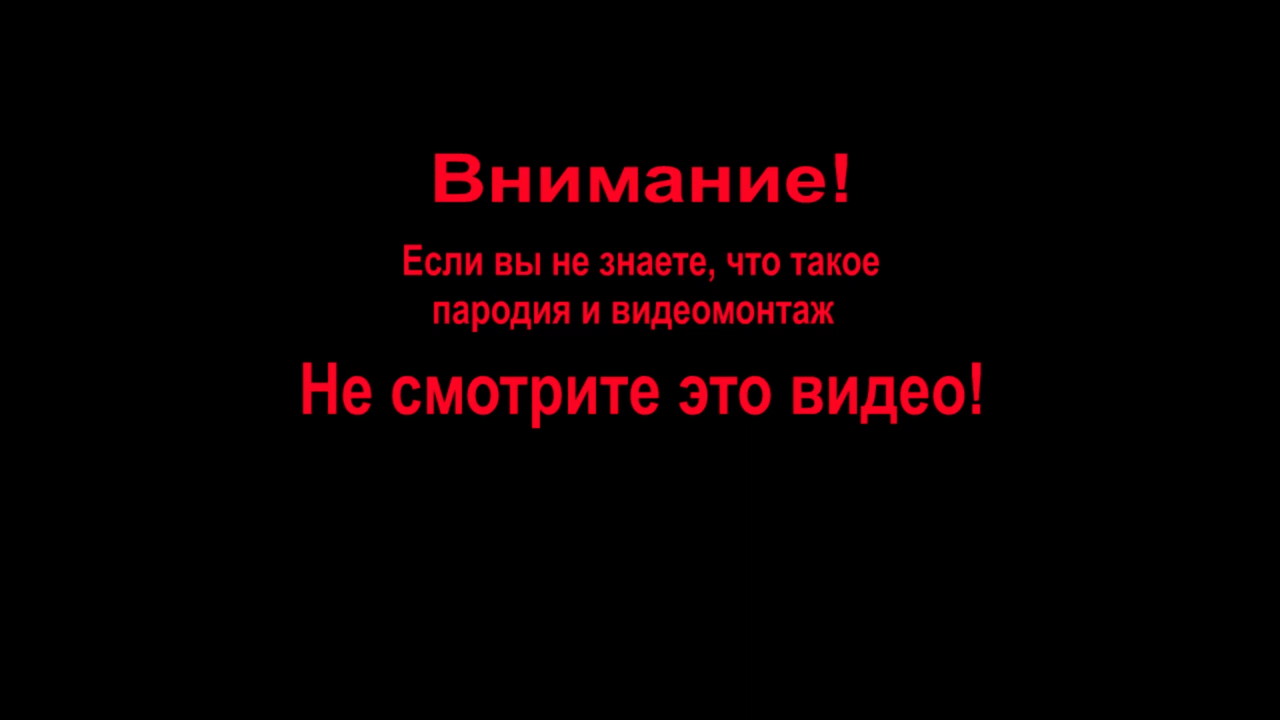 Внимание!
Если вы не знаете, что такое
пародия и видеомонтаж
Не смотрите это видео!